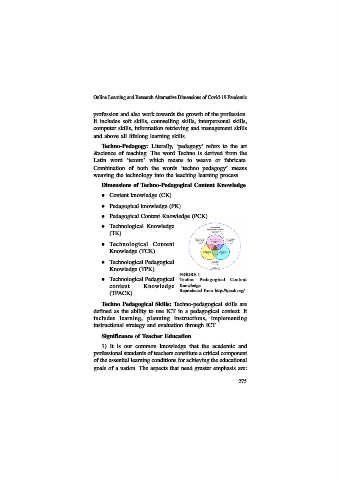 Online Learning and Research Alternative Dimensions of Covid-19 Pandemic
profession and also work towards the growth of the profession.
It includes soft skills, counselling skills, interpersonal skills,
computer skills, information retrieving and management skills
and above all lifelong learning skills.
Techno-Pedagogy: Literally, 'pedagogy' refers to the art
&science of teaching. The word Techno is derived from the
Latin word 'texere' which means to weave or fabricate.
Combination of both the words 'techno pedagogy' means
weaving the technology into the teaching learning process.
Dimensions of Techno-Pedagogical Content Knowledge
● Content knowledge (CK)
● Pedagogical knowledge (PK)
● Pedagogical Content Knowledge (PCK)
● Technological Knowledge
(TK)
● Technological Content
Knowledge (TCK)
● Technological Pedagogical
Knowledge (TPK)
● Technological Pedagogical
content Knowledge
(TPACK)
FIGURE 1
Techno Pedagogical Content
Knowledge
Reproduced from http://tpack.org/
Techno Pedagogical Skills: Techno-pedagogical skills are
defined as the ability to use ICT in a pedagogical context. It
includes learning, planning instructions, implementing
instructional strategy and evaluation through ICT.
Significance of Teacher Education
1) It is our common knowledge that the academic and
professional standards of teachers constitute a critical component
of the essential learning conditions for achieving the educational
goals of a nation. The aspects that need greater emphasis are:
275